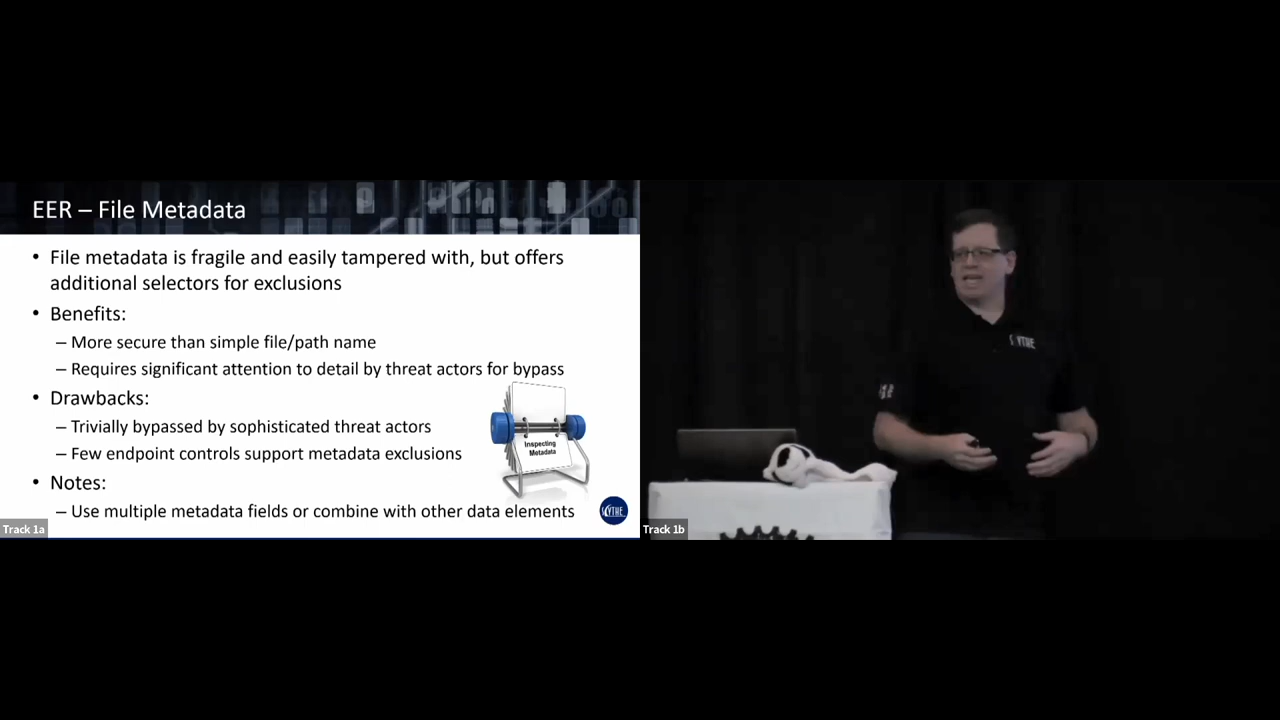 EER – File Metadata
• File metadata is fragile and easily tampered with, but offers
additional selectors for exclusions
• Benefits:
– More secure than simple file/path name
– Requires significant attention to detail by threat actors for bypass
• Drawbacks:
– Trivially bypassed by sophisticated threat actors
– Few endpoint controls support metadata exclusions
Inspecting
Metadata
• Notes:
– Use multiple metadata fields or combine with other data elements
SCYTHE
Track 1a
SCYTHE
Track 1b